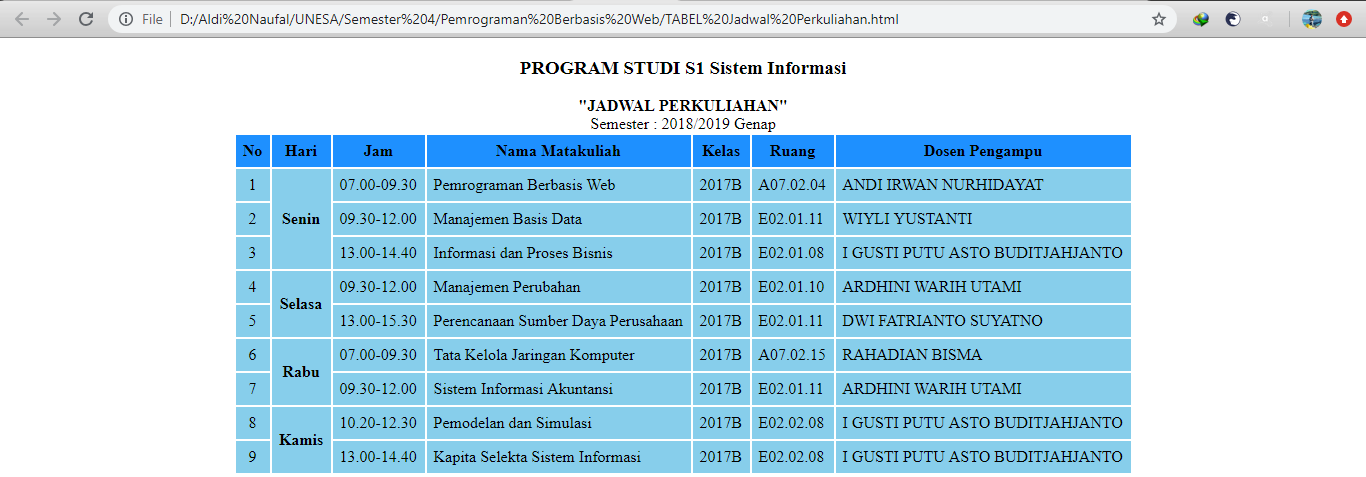 File | D:/Aldi%20Naufal/UNESA/Semester%204/Pemrograman%20Berbasis%20Web/TABEL%20Jadwal%20Perkuliahan.html
PROGRAM STUDI S1 Sistem Informasi
"JADWAL PERKULIAHAN"
Semester : 2018/2019 Genap
No Hari Jam Nama Matakuliah Kelas Ruang Dosen Pengampu
1 Senin 07.00-09.30 Pemrograman Berbasis Web 2017B A07.02.04 ANDI IRWAN NURHIDAYAT
2 09.30-12.00 Manajemen Basis Data 2017B E02.01.11 WIYLI YUSTANTI
3 13.00-14.40 Informasi dan Proses Bisnis 2017B E02.01.08 I GUSTI PUTU ASTO BUDITJAHJANTO
4 Selasa 09.30-12.00 Manajemen Perubahan 2017B E02.01.10 ARDHINI WARIH UTAMI
5 13.00-15.30 Perencanaan Sumber Daya Perusahaan 2017B E02.01.11 DWI FATRIANTO SUYATNO
6 Rabu 07.00-09.30 Tata Kelola Jaringan Komputer 2017B A07.02.15 RAHADIAN BISMA
7 09.30-12.00 Sistem Informasi Akuntansi 2017B E02.01.11 ARDHINI WARIH UTAMI
8 Kamis 10.20-12.30 Pemodelan dan Simulasi 2017B E02.02.08 I GUSTI PUTU ASTO BUDITJAHJANTO
9 13.00-14.40 Kapita Selekta Sistem Informasi 2017B E02.02.08 I GUSTI PUTU ASTO BUDITJAHJANTO